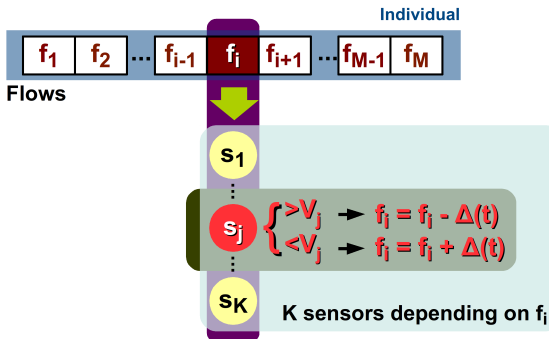 Individual
f1 f2 ... fi-1 fi fi+1 ... fM-1 fM
Flows
s1
sj { >Vj → fi = fi - Δ(t)
<Vj → fi = fi + Δ(t)
sK
K sensors depending on fi